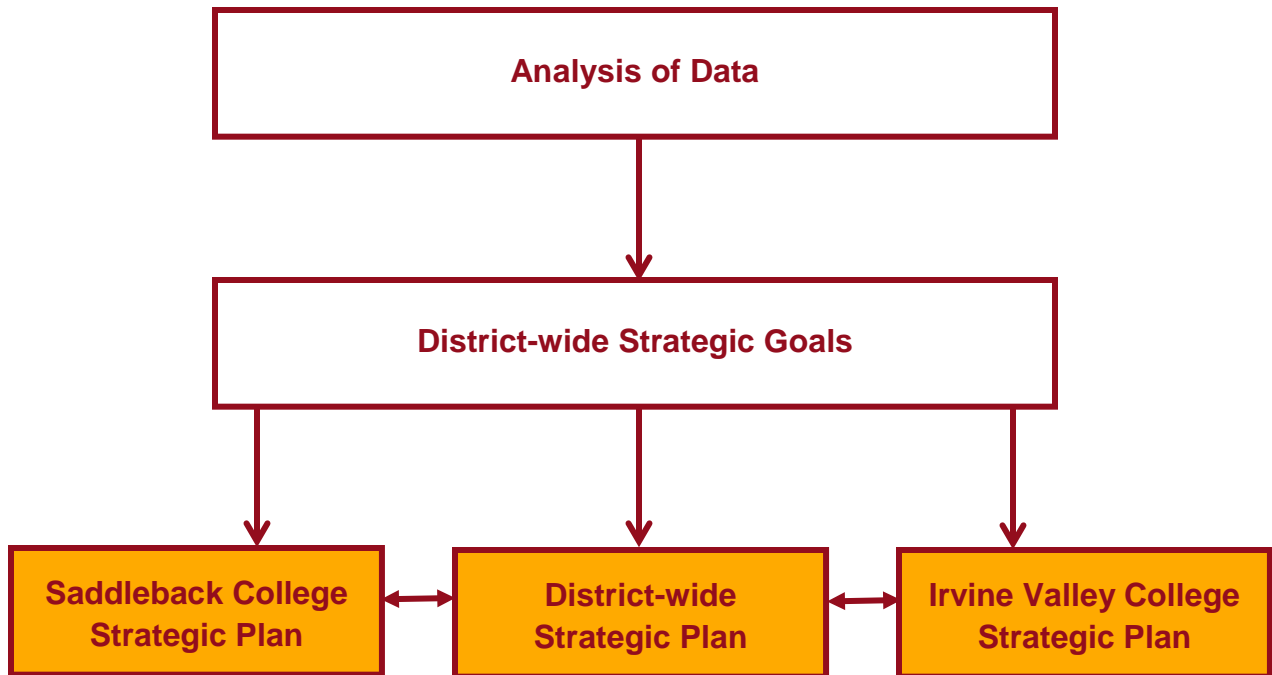 Analysis of Data
District-wide Strategic Goals
Saddleback College
Strategic Plan
District-wide
Strategic Plan
Irvine Valley College
Strategic Plan